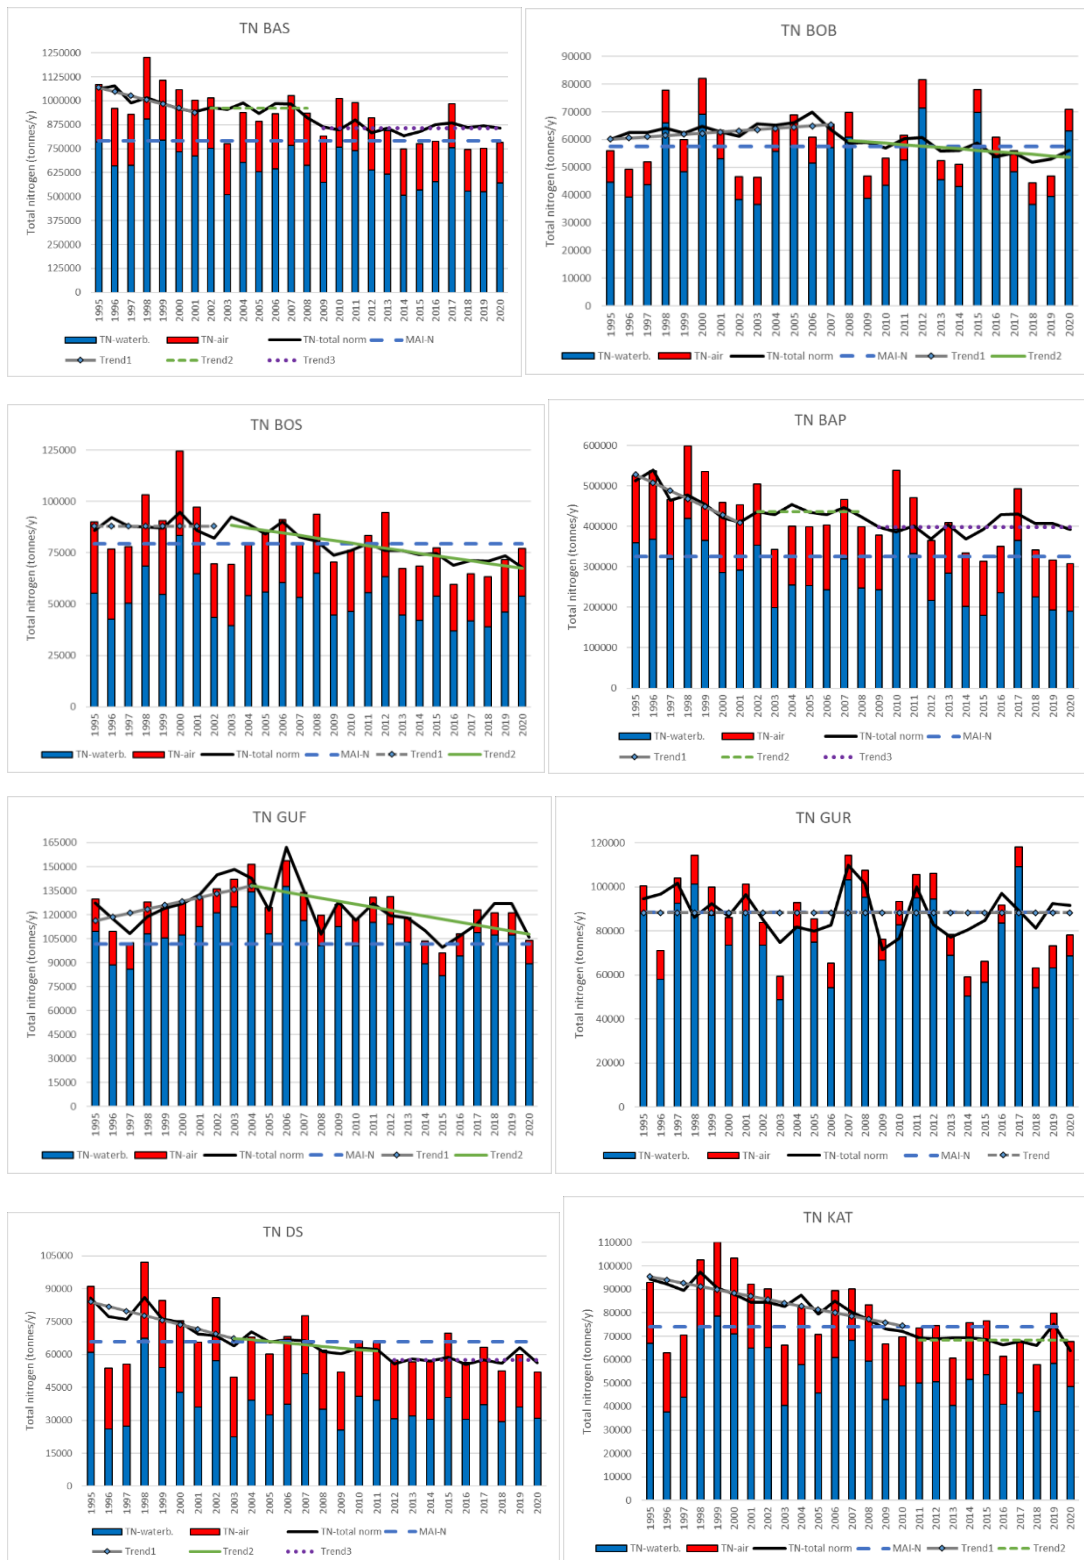 TN BAS
Total nitrogen (tonnes/y)
1250000
1125000
1000000
875000
750000
625000
500000
375000
250000
125000
0
1995 1996 1997 1998 1999 2000 2001 2002 2003 2004 2005 2006 2007 2008 2009 2010 2011 2012 2013 2014 2015 2016 2017 2018 2019 2020
TN-waterb. TN-air TN-total norm MAI-N
Trend1 Trend2 Trend3
TN BOB
Total nitrogen (tonnes/y)
90000
80000
70000
60000
50000
40000
30000
20000
10000
0
1995 1996 1997 1998 1999 2000 2001 2002 2003 2004 2005 2006 2007 2008 2009 2010 2011 2012 2013 2014 2015 2016 2017 2018 2019 2020
TN-waterb. TN-air TN-total norm MAI-N Trend1 Trend2
TN BOS
Total nitrogen (tonnes/y)
125000
100000
75000
50000
25000
0
1995 1996 1997 1998 1999 2000 2001 2002 2003 2004 2005 2006 2007 2008 2009 2010 2011 2012 2013 2014 2015 2016 2017 2018 2019 2020
TN-waterb. TN-air TN-total norm MAI-N Trend1 Trend2
TN BAP
Total nitrogen (tonnes/y)
600000
500000
400000
300000
200000
100000
0
1995 1996 1997 1998 1999 2000 2001 2002 2003 2004 2005 2006 2007 2008 2009 2010 2011 2012 2013 2014 2015 2016 2017 2018 2019 2020
TN-waterb. TN-air TN-total norm MAI-N
Trend1 Trend2 Trend3
TN GUF
Total nitrogen (tonnes/y)
165000
150000
135000
120000
105000
90000
75000
60000
45000
30000
15000
0
1995 1996 1997 1998 1999 2000 2001 2002 2003 2004 2005 2006 2007 2008 2009 2010 2011 2012 2013 2014 2015 2016 2017 2018 2019 2020
TN-waterb. TN-air TN-total norm MAI-N Trend1 Trend2
TN GUR
Total nitrogen (tonnes/y)
120000
100000
80000
60000
40000
20000
0
1995 1996 1997 1998 1999 2000 2001 2002 2003 2004 2005 2006 2007 2008 2009 2010 2011 2012 2013 2014 2015 2016 2017 2018 2019 2020
TN-waterb. TN-air TN-total norm MAI-N Trend
TN DS
Total nitrogen (tonnes/y)
105000
90000
75000
60000
45000
30000
15000
0
1995 1996 1997 1998 1999 2000 2001 2002 2003 2004 2005 2006 2007 2008 2009 2010 2011 2012 2013 2014 2015 2016 2017 2018 2019 2020
TN-waterb. TN-air TN-total norm MAI-N
Trend1 Trend2 Trend3
TN KAT
Total nitrogen (tonnes/y)
110000
100000
90000
80000
70000
60000
50000
40000
30000
20000
10000
0
1995 1996 1997 1998 1999 2000 2001 2002 2003 2004 2005 2006 2007 2008 2009 2010 2011 2012 2013 2014 2015 2016 2017 2018 2019 2020
TN-waterb. TN-air TN-total norm MAI-N Trend1 Trend2